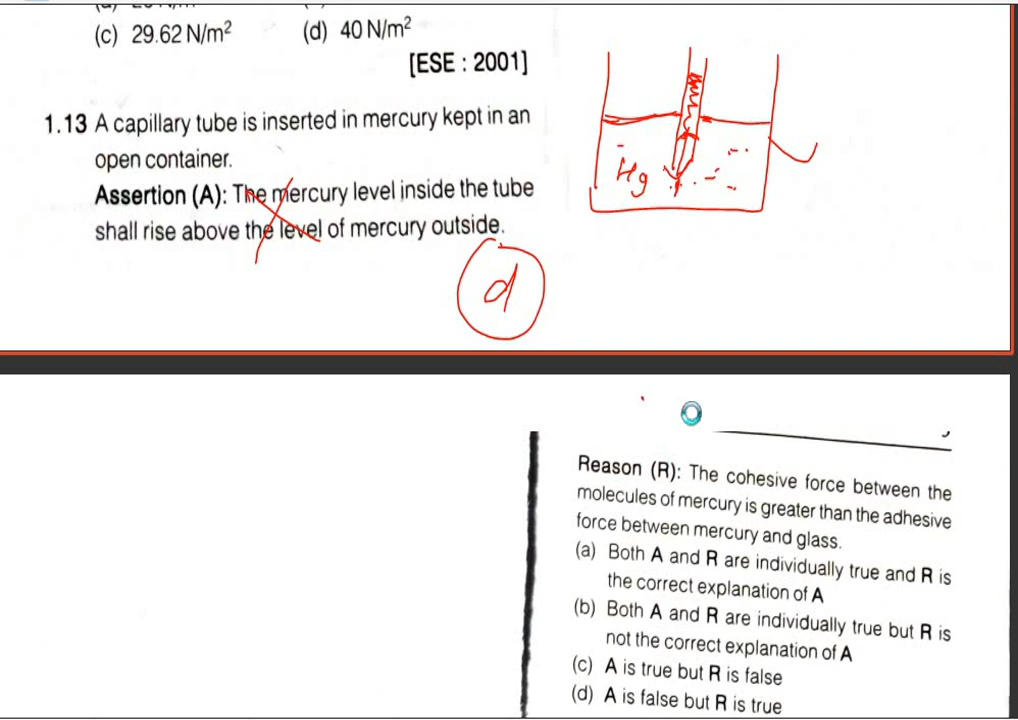 (c) 29.62 N/m² (d) 40 N/m²
[ESE : 2001]
1.13 A capillary tube is inserted in mercury kept in an
open container.
Assertion (A): The mercury level inside the tube
shall rise above the level of mercury outside.
Hg
d
Reason (R): The cohesive force between the
molecules of mercury is greater than the adhesive
force between mercury and glass.
(a) Both A and R are individually true and R is
the correct explanation of A
(b) Both A and R are individually true but R is
not the correct explanation of A
(c) A is true but R is false
(d) A is false but R is true